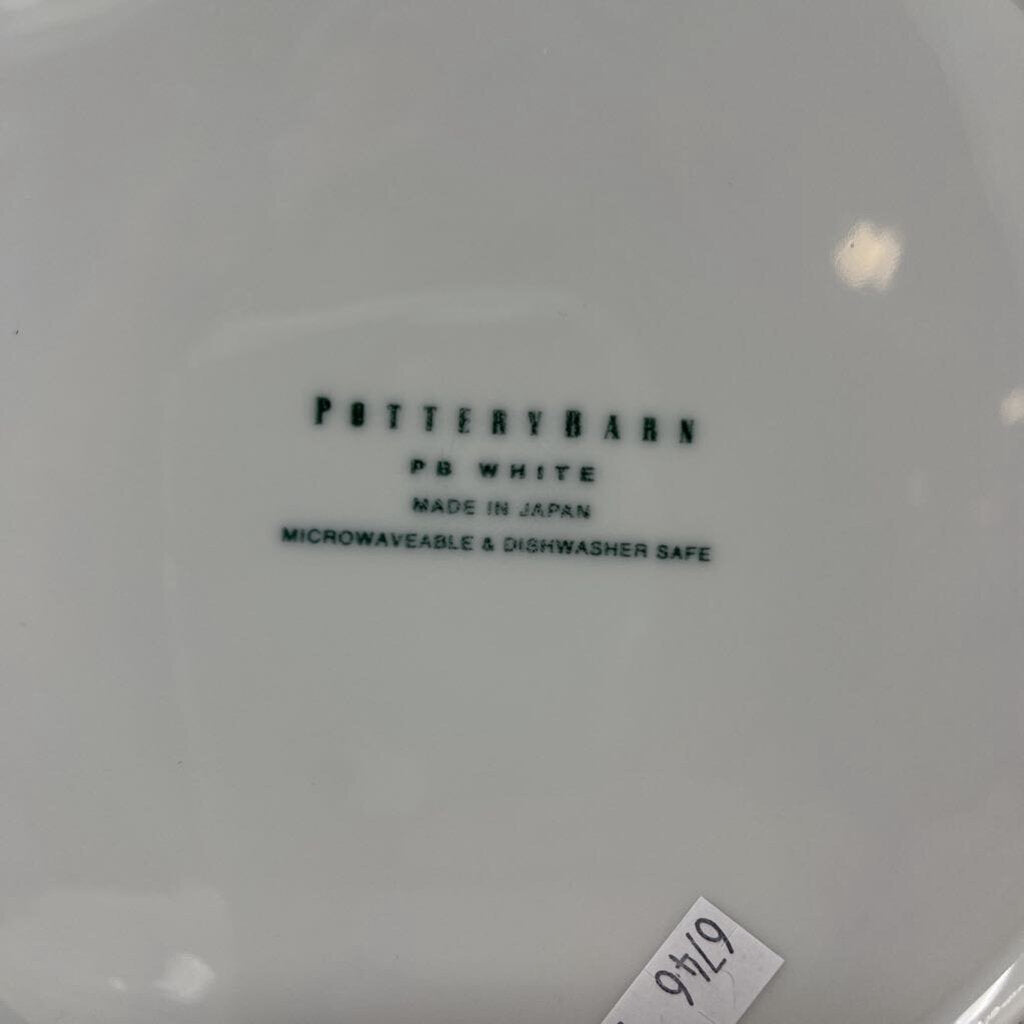 POTTERYBARN
PB WHITE
MADE IN JAPAN
MICROWAVEABLE & DISHWASHER SAFE
6746